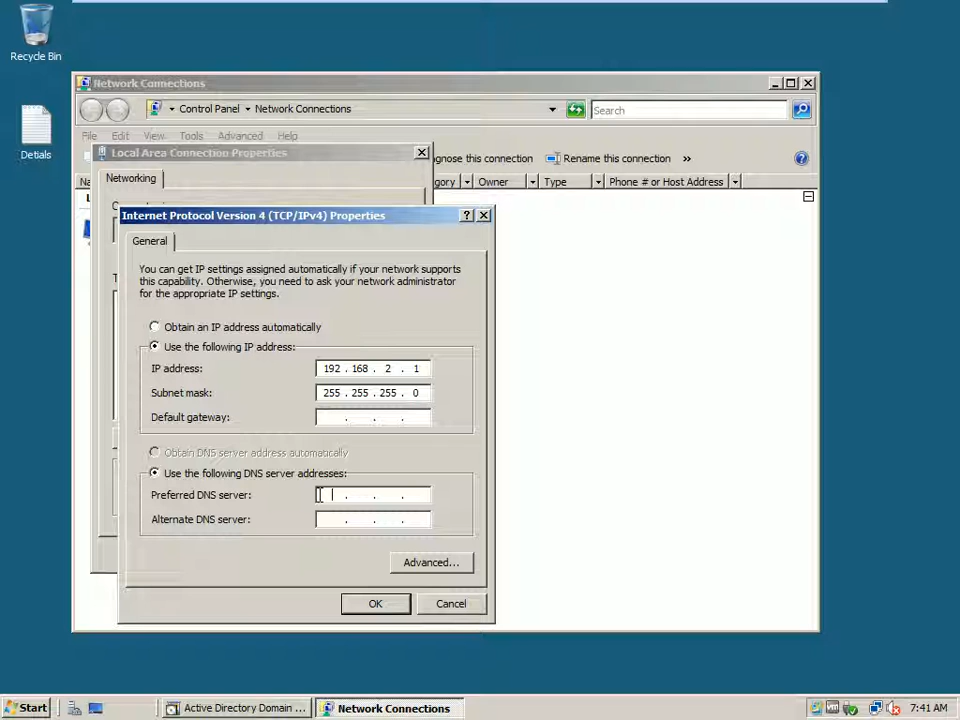 Recycle Bin
Detials
Network Connections
Control Panel
Network Connections
Search
File
Edit
View
Tools
Advanced
Help
Local Area Connection Properties
agnose this connection
Rename this connection
»
Na
gory
Owner
Type
Phone # or Host Address
Networking
Internet Protocol Version 4 (TCP/IPv4) Properties
General
You can get IP settings assigned automatically if your network supports
this capability. Otherwise, you need to ask your network administrator
for the appropriate IP settings.
Obtain an IP address automatically
Use the following IP address:
IP address:
192 . 168 . 2 . 1
Subnet mask:
255 . 255 . 255 . 0
Default gateway:
. . .
Obtain DNS server address automatically
Use the following DNS server addresses:
Preferred DNS server:
. . .
Alternate DNS server:
. . .
Advanced...
OK
Cancel
Start
Active Directory Domain ...
Network Connections
7:41 AM